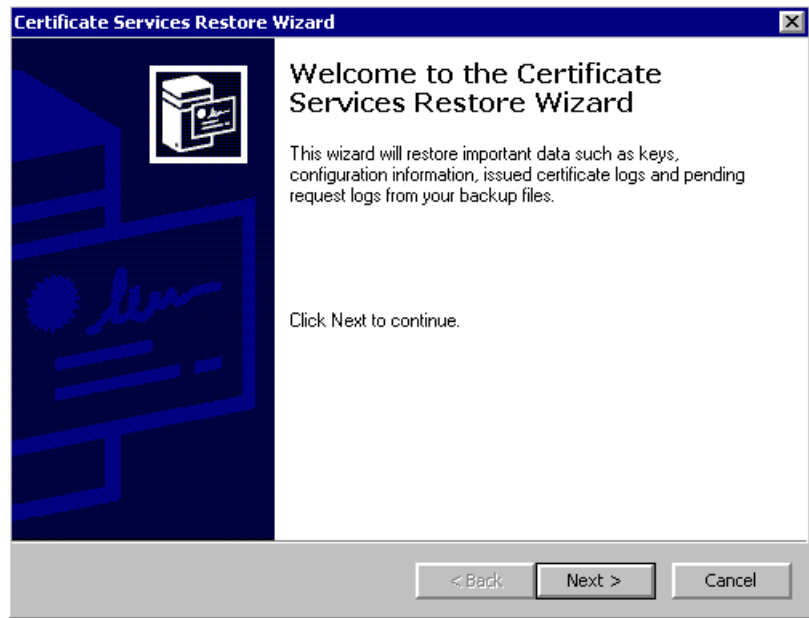 Certificate Services Restore Wizard
Welcome to the Certificate
Services Restore Wizard
This wizard will restore important data such as keys,
configuration information, issued certificate logs and pending
request logs from your backup files.
Click Next to continue.
< Back
Next >
Cancel